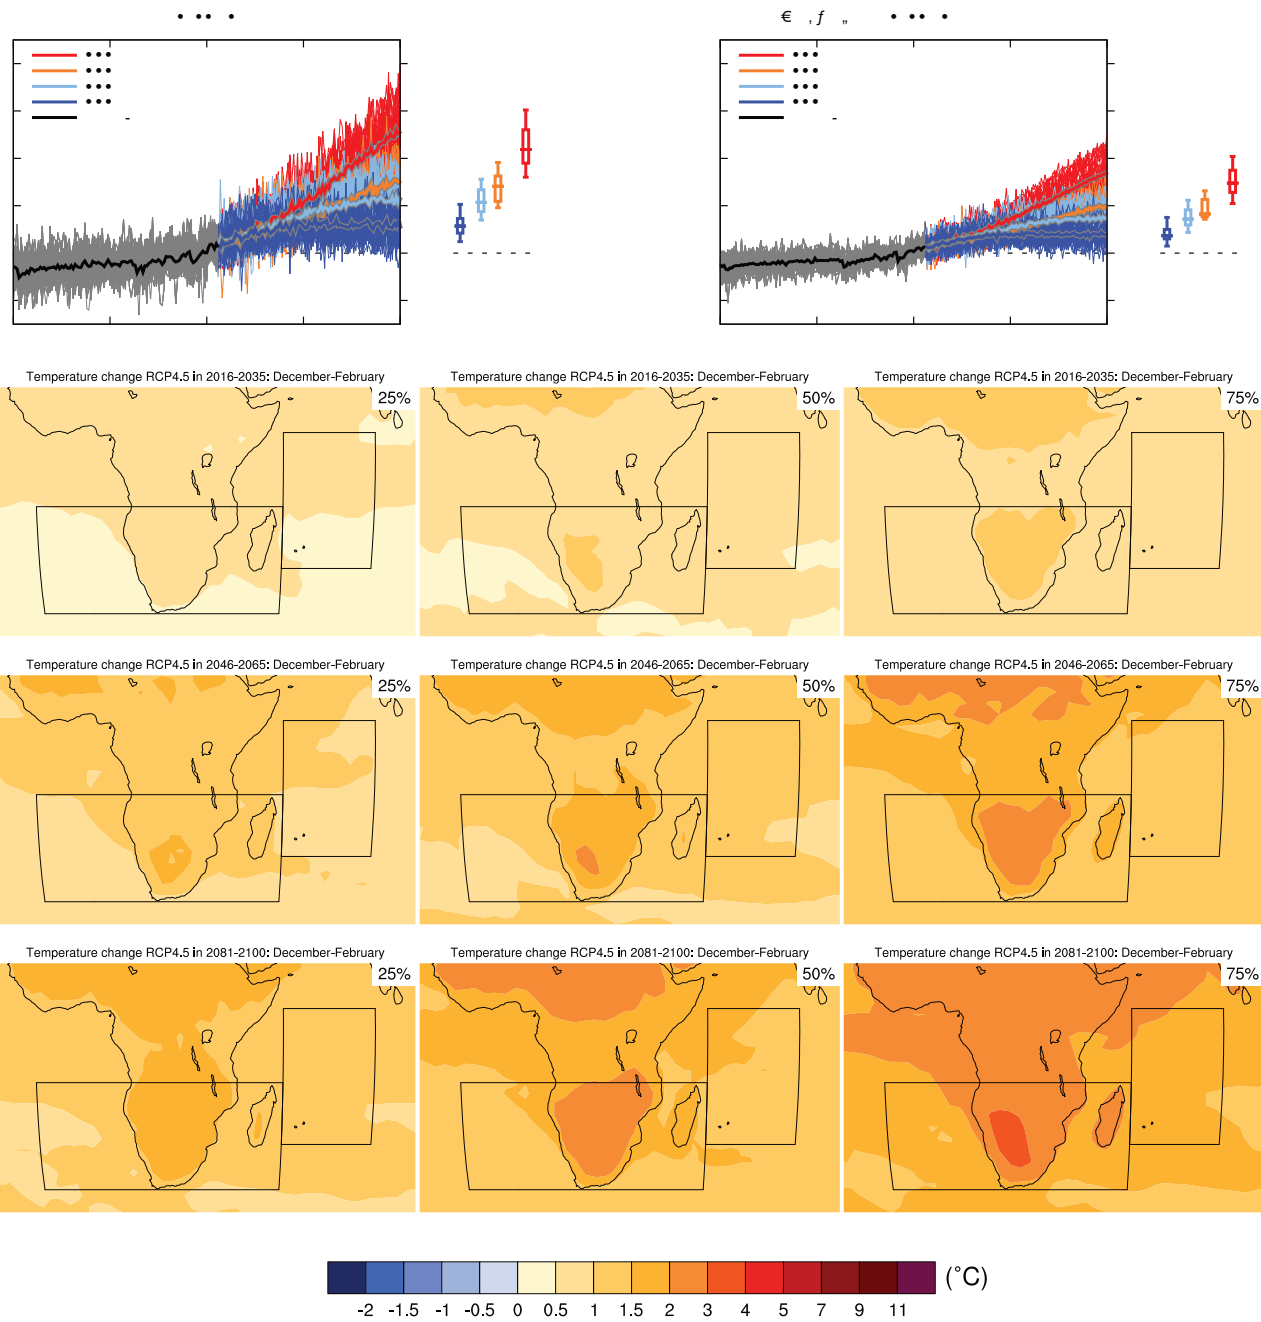 Temperature change RCP4.5 in 2016-2035: December-February
25%
Temperature change RCP4.5 in 2016-2035: December-February
50%
Temperature change RCP4.5 in 2016-2035: December-February
75%
Temperature change RCP4.5 in 2046-2065: December-February
25%
Temperature change RCP4.5 in 2046-2065: December-February
50%
Temperature change RCP4.5 in 2046-2065: December-February
75%
Temperature change RCP4.5 in 2081-2100: December-February
25%
Temperature change RCP4.5 in 2081-2100: December-February
50%
Temperature change RCP4.5 in 2081-2100: December-February
75%
(°C)
-2 -1.5 -1 -0.5 0 0.5 1 1.5 2 3 4 5 7 9 11